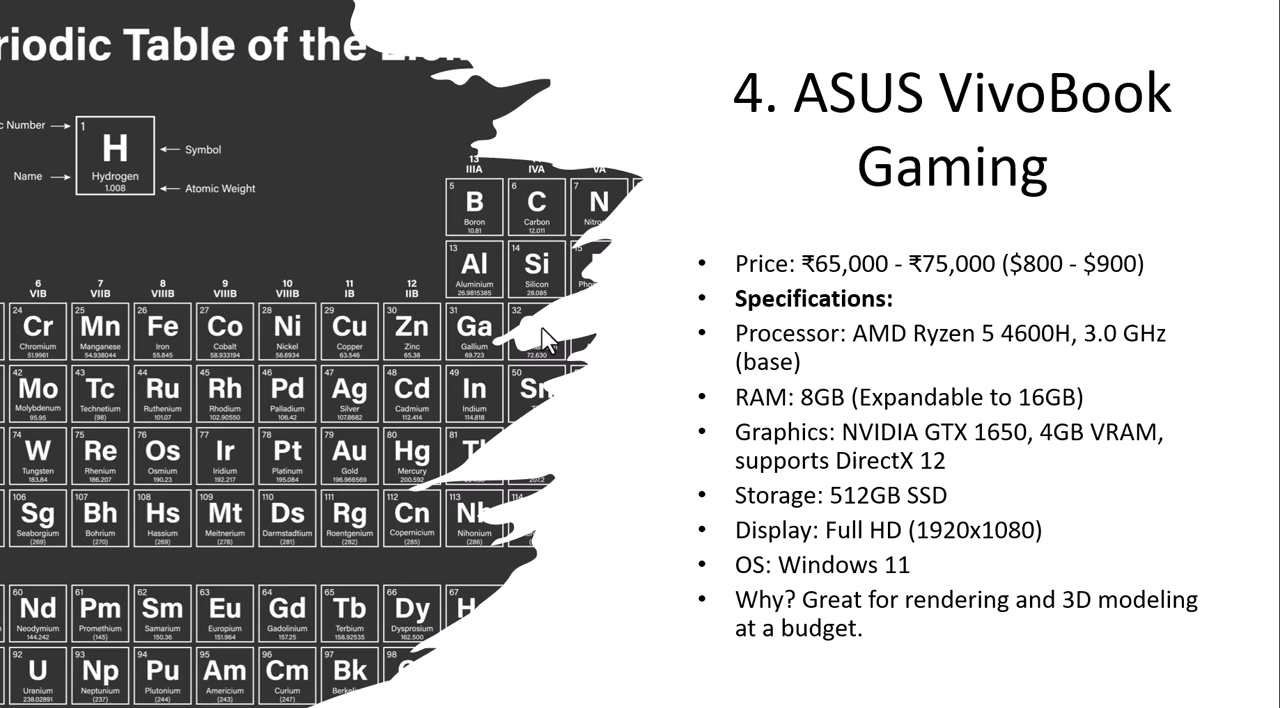 riodic Table of the
c Number
1
H
Hydrogen
1.008
Symbol
Name
Atomic Weight
13
IIIA
IVA
VA
5
B
Boron
10.81
6
C
Carbon
12.011
7
N
13
Al
Aluminium
26.9815385
14
Si
Silicon
28.085
6
VIB
7
VIIB
8
VIIIB
9
VIIIB
10
VIIIB
11
IB
12
IIB
24
Cr
Chromium
51.9961
25
Mn
Manganese
54.938044
26
Fe
Iron
55.845
27
Co
Cobalt
58.933194
28
Ni
Nickel
58.6934
29
Cu
Copper
63.546
30
Zn
Zinc
65.38
31
Ga
Gallium
69.723
32
72.630
42
Mo
Molybdenum
95.95
43
Tc
Technetium
(98)
44
Ru
Ruthenium
101.07
45
Rh
Rhodium
102.90550
46
Pd
Palladium
106.42
47
Ag
Silver
107.8682
48
Cd
Cadmium
112.414
49
In
Indium
114.818
50
Sn
74
W
Tungsten
183.84
75
Re
Rhenium
186.207
76
Os
Osmium
190.23
77
Ir
Iridium
192.217
78
Pt
Platinum
195.084
79
Au
Gold
196.966569
80
Hg
Mercury
200.592
81
106
Sg
Seaborgium
(269)
107
Bh
Bohrium
(270)
108
Hs
Hassium
(269)
109
Mt
Meitnerium
(278)
110
Ds
Darmstadtium
(281)
111
Rg
Roentgenium
(282)
112
Cn
Copernicium
(285)
113
Nh
Nihonium
(286)
114
60
Nd
Neodymium
144.242
61
Pm
Promethium
(145)
62
Sm
Samarium
150.36
63
Eu
Europium
151.964
64
Gd
Gadolinium
157.25
65
Tb
Terbium
158.92535
66
Dy
Dysprosium
162.500
67
92
U
Uranium
238.02891
93
Np
Neptunium
(237)
94
Pu
Plutonium
(244)
95
Am
Americium
(243)
96
Cm
Curium
(247)
97
Bk
98
4. ASUS VivoBook
Gaming
• Price: ₹65,000 - ₹75,000 ($800 - $900)
• Specifications:
• Processor: AMD Ryzen 5 4600H, 3.0 GHz
(base)
• RAM: 8GB (Expandable to 16GB)
• Graphics: NVIDIA GTX 1650, 4GB VRAM,
supports DirectX 12
• Storage: 512GB SSD
• Display: Full HD (1920x1080)
• OS: Windows 11
• Why? Great for rendering and 3D modeling
at a budget.